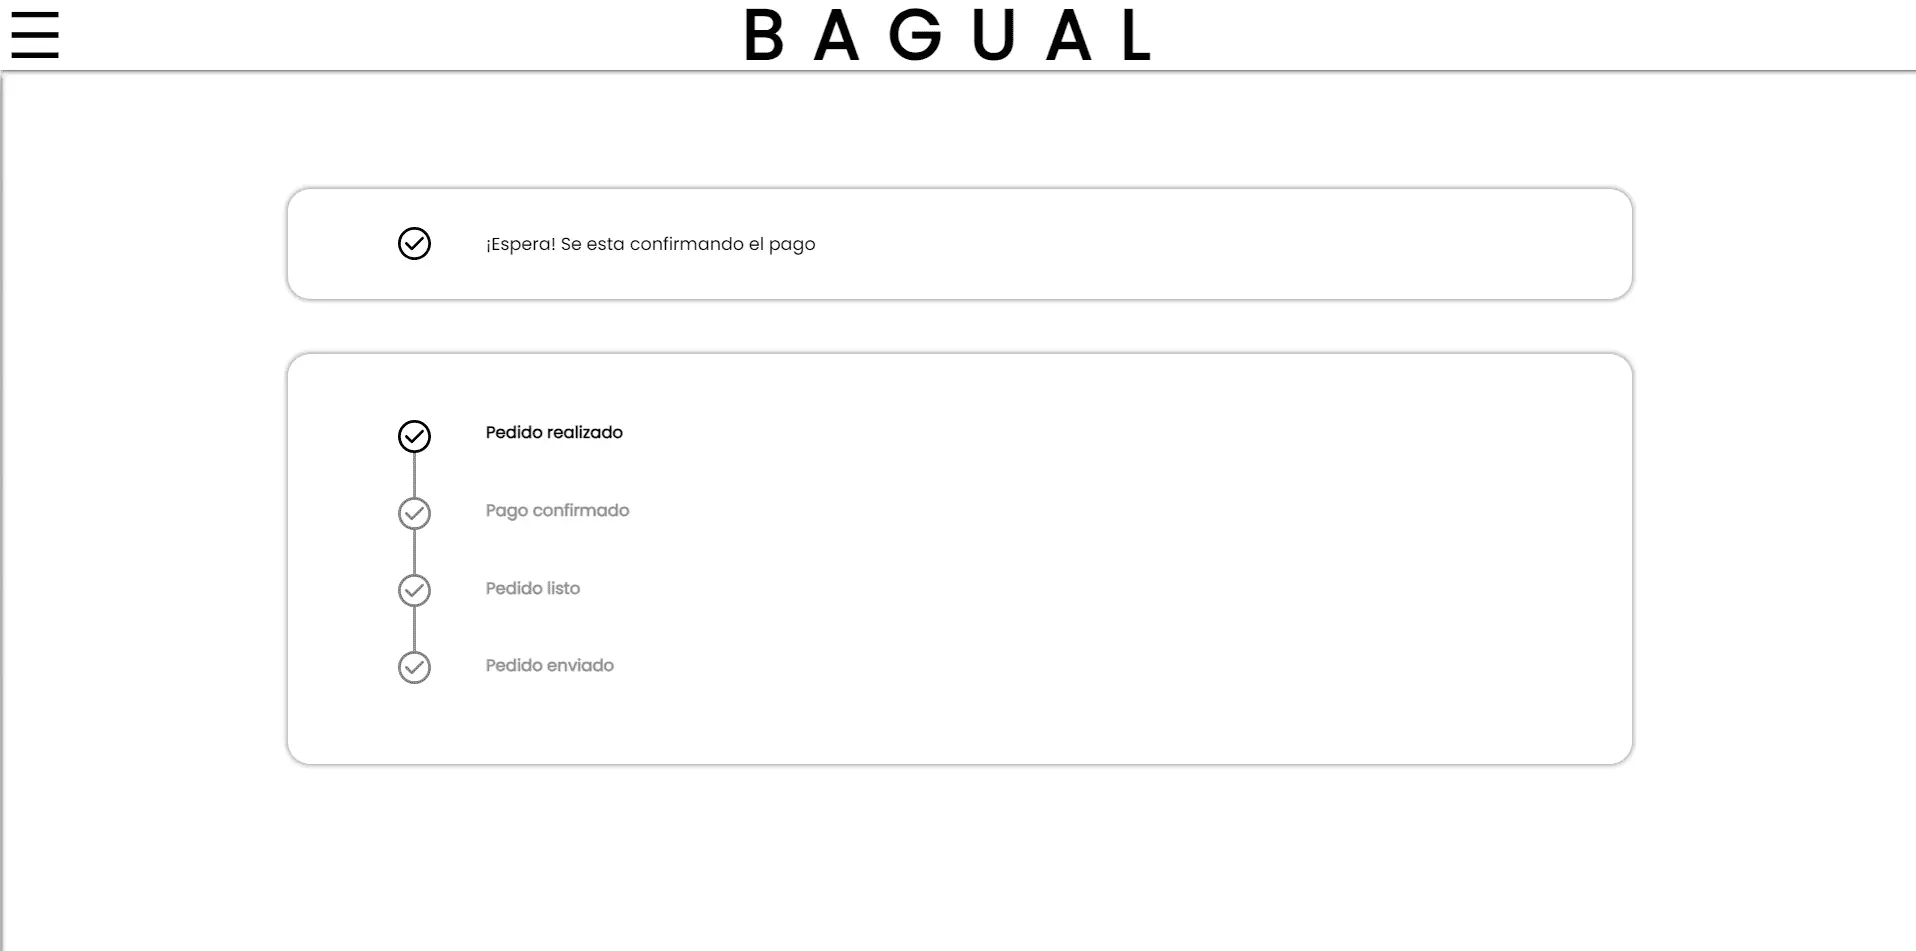 BAGUAL
¡Espera! Se esta confirmando el pago
Pedido realizado
Pago confirmado
Pedido listo
Pedido enviado